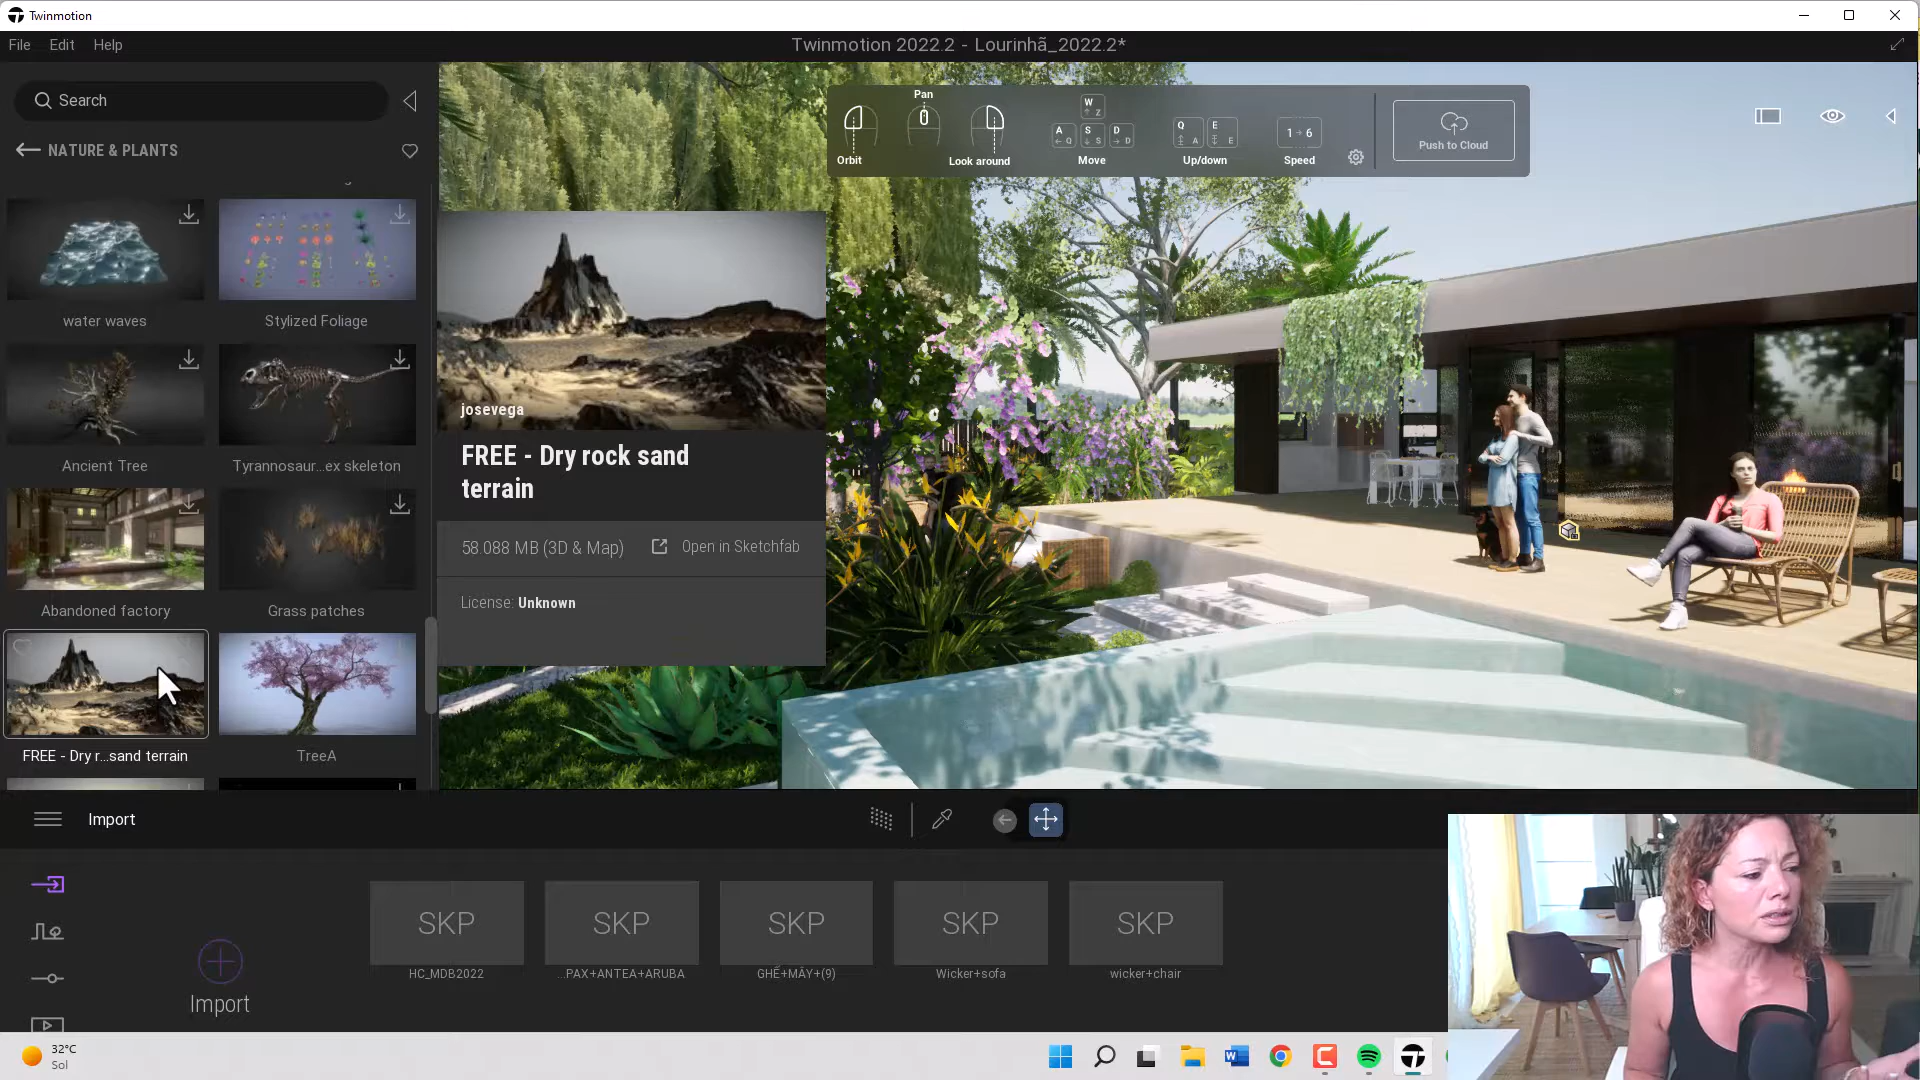 Twinmotion
File Edit Help
Twinmotion 2022.2 - Lourinhã_2022.2*
Search
NATURE & PLANTS
water waves
Stylized Foliage
Ancient Tree
Tyrannosaur...ex skeleton
Abandoned factory
Grass patches
FREE - Dry r...sand terrain
TreeA
josevega
FREE - Dry rock sand
terrain
58.088 MB (3D & Map)
Open in Sketchfab
License: Unknown
Orbit
Pan
Look around
W
↑ Z
A
← Q
S
↓ S
D
→ D
Move
Q
↥ A
E
↧ E
Up/down
1 → 6
Speed
Push to Cloud
Import
Import
SKP
HC_MDB2022
SKP
...PAX+ANTEA+ARUBA
SKP
GHẾ+MÂY+(9)
SKP
Wicker+sofa
SKP
wicker+chair
32°C
Sol